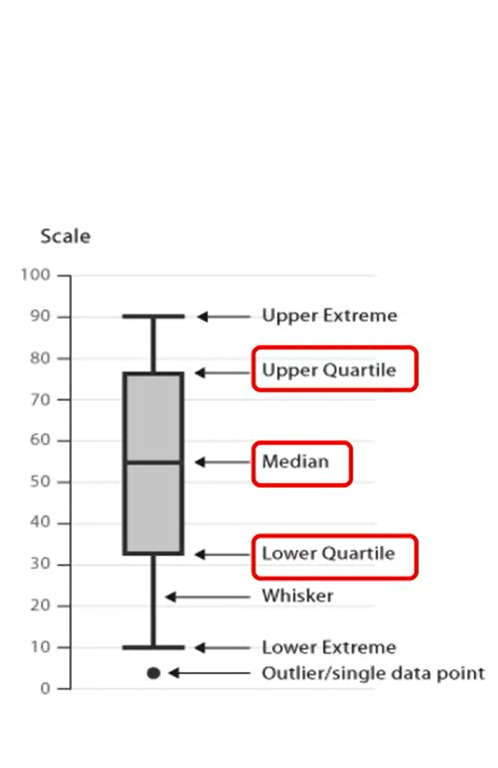 Scale
100
90
Upper Extreme
80
Upper Quartile
70
60
Median
50
40
Lower Quartile
30
Whisker
20
10
Lower Extreme
Outlier/single data point
0